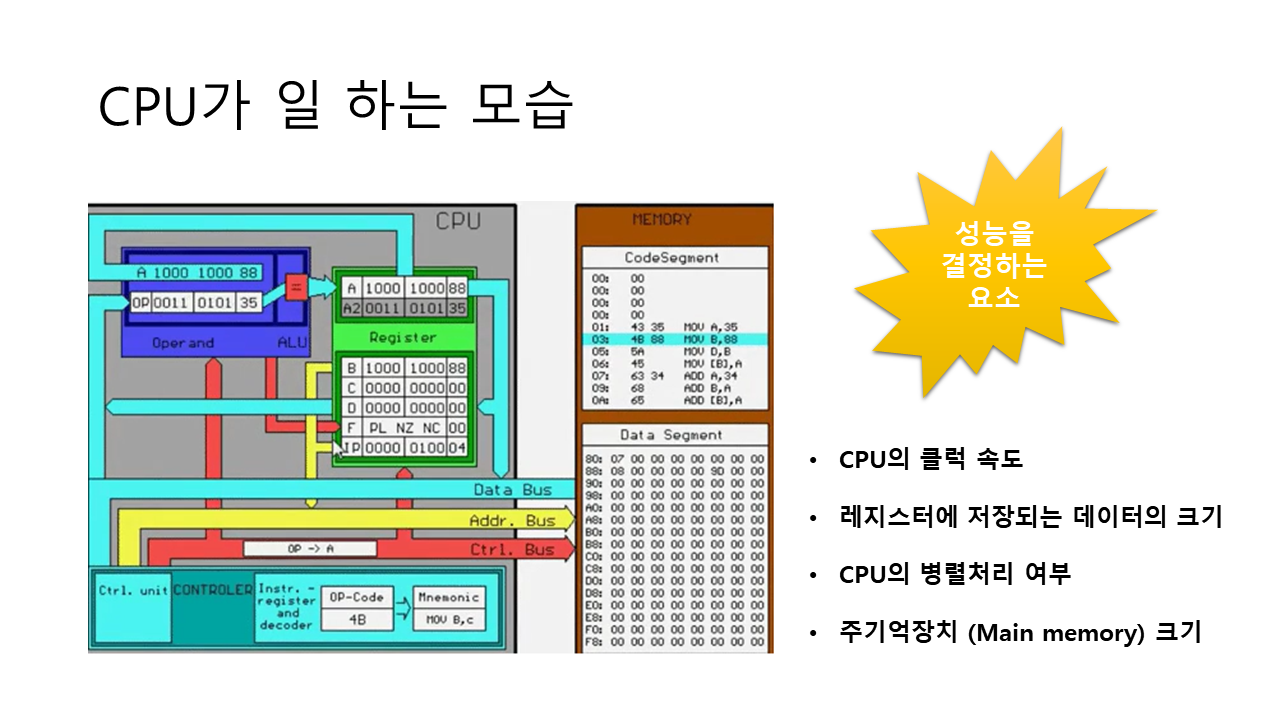 CPU가 일 하는 모습
CPU
A 1000 1000 88
OP 0011 0101 35
=
Operand
ALU
A 1000 1000 88
A2 0011 0101 35
Register
B 1000 1000 88
C 0000 0000 00
D 0000 0000 00
F PL NZ NC 00
IP 0000 0100 04
Data Bus
Addr. Bus
OP -> A
Ctrl. Bus
Ctrl. unit
CONTROLER
Instr. -
register
and
decoder
OP-Code
4B
Mnemonic
MOV B,c
MEMORY
CodeSegment
00: 00
00: 00
00: 00
00: 00
01: 43 35 MOV A,35
03: 4B 88 MOV B,88
05: 5A MOV D,B
06: 45 MOV [B],A
07: 63 34 ADD A,34
09: 68 ADD B,A
0A: 65 ADD [B],A
Data Segment
80: 07 00 00 00 00 00 00 00
88: 08 00 00 00 00 9D 00 00
90: 00 00 00 00 00 00 00 00
98: 00 00 00 00 00 00 00 00
A0: 00 00 00 00 00 00 00 00
A8: 00 00 00 00 00 00 00 00
B0: 00 00 00 00 00 00 00 00
B8: 00 00 00 00 00 00 00 00
C0: 00 00 00 00 00 00 00 00
C8: 00 00 00 00 00 00 00 00
D0: 00 00 00 00 00 00 00 00
D8: 00 00 00 00 00 00 00 00
E0: 00 00 00 00 00 00 00 00
E8: 00 00 00 00 00 00 00 00
F0: 00 00 00 00 00 00 00 00
F8: 00 00 00 00 00 00 00 00
성능을
결정하는
요소
• CPU의 클럭 속도
• 레지스터에 저장되는 데이터의 크기
• CPU의 병렬처리 여부
• 주기억장치 (Main memory) 크기